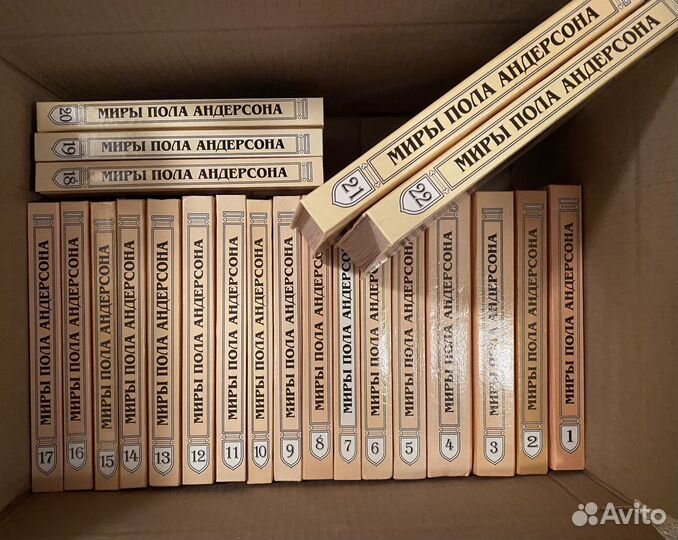 20 МИРЫ ПОЛА АНДЕРСОНА
19 МИРЫ ПОЛА АНДЕРСОНА
18 МИРЫ ПОЛА АНДЕРСОНА
21 МИРЫ ПОЛА АНДЕРСОНА
22 МИРЫ ПОЛА АНДЕРСОНА
17 МИРЫ ПОЛА АНДЕРСОНА
16 МИРЫ ПОЛА АНДЕРСОНА
15 МИРЫ ПОЛА АНДЕРСОНА
14 МИРЫ ПОЛА АНДЕРСОНА
13 МИРЫ ПОЛА АНДЕРСОНА
12 МИРЫ ПОЛА АНДЕРСОНА
11 МИРЫ ПОЛА АНДЕРСОНА
10 МИРЫ ПОЛА АНДЕРСОНА
9 МИРЫ ПОЛА АНДЕРСОНА
8 МИРЫ ПОЛА АНДЕРСОНА
7 МИРЫ ПОЛА АНДЕРСОНА
6 МИРЫ ПОЛА АНДЕРСОНА
5 МИРЫ ПОЛА АНДЕРСОНА
4 МИРЫ ПОЛА АНДЕРСОНА
3 МИРЫ ПОЛА АНДЕРСОНА
2 МИРЫ ПОЛА АНДЕРСОНА
1 МИРЫ ПОЛА АНДЕРСОНА
Avito